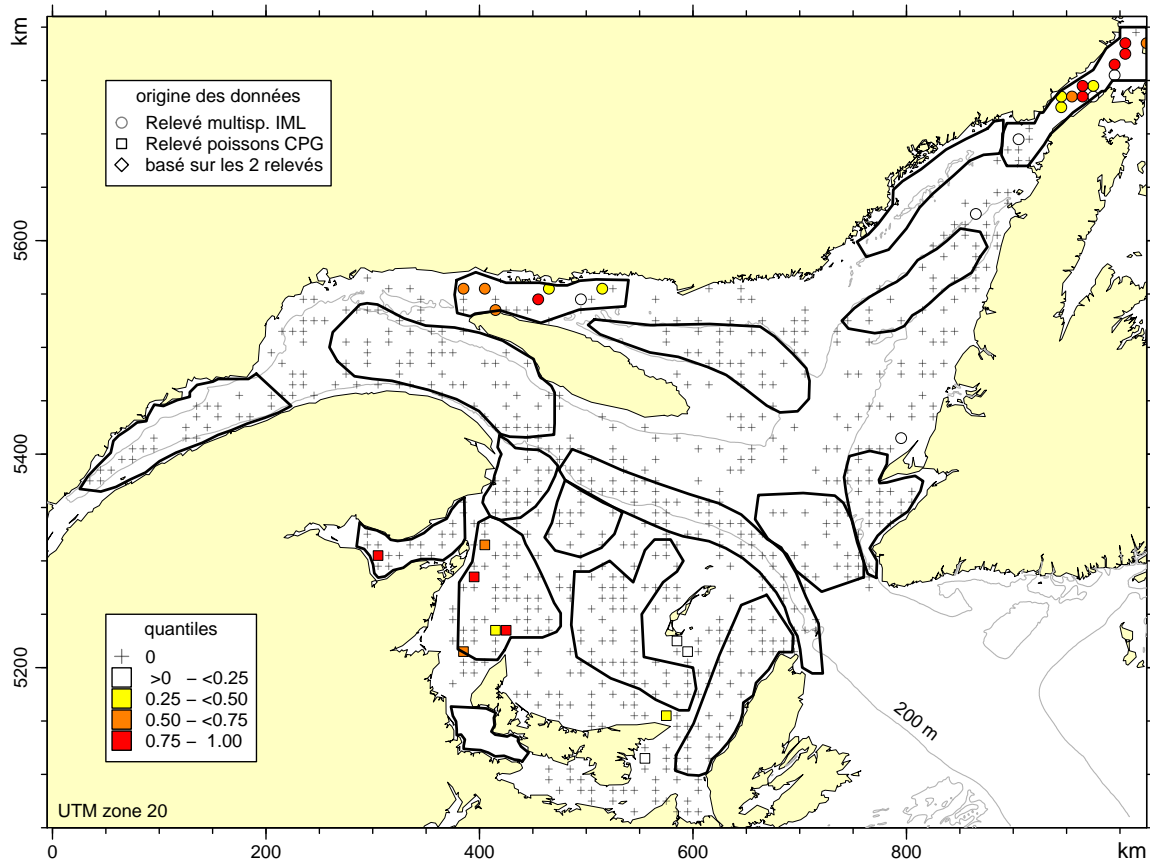 km
origine des données
Relevé multisp. IML
Relevé poissons CPG
basé sur les 2 relevés
5600
5400
5200
quantiles
0
>0 – <0.25
0.25 – <0.50
0.50 – <0.75
0.75 – 1.00
200 m
UTM zone 20
0 200 400 600 800 km